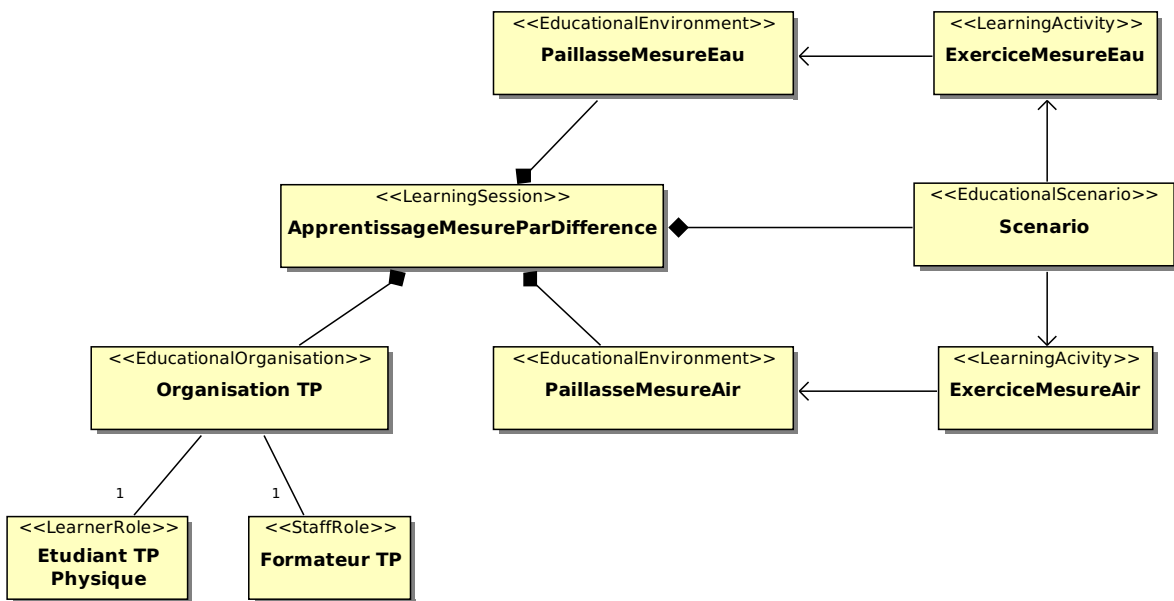 <<EducationalEnvironment>>
PaillasseMesureEau
<<LearningActivity>>
ExerciceMesureEau
<<LearningSession>>
ApprentissageMesureParDifference
<<EducationalScenario>>
Scenario
<<EducationalOrganisation>>
Organisation TP
<<EducationalEnvironment>>
PaillasseMesureAir
<<LearningAcivity>>
ExerciceMesureAir
1
1
<<LearnerRole>>
Etudiant TP
Physique
<<StaffRole>>
Formateur TP